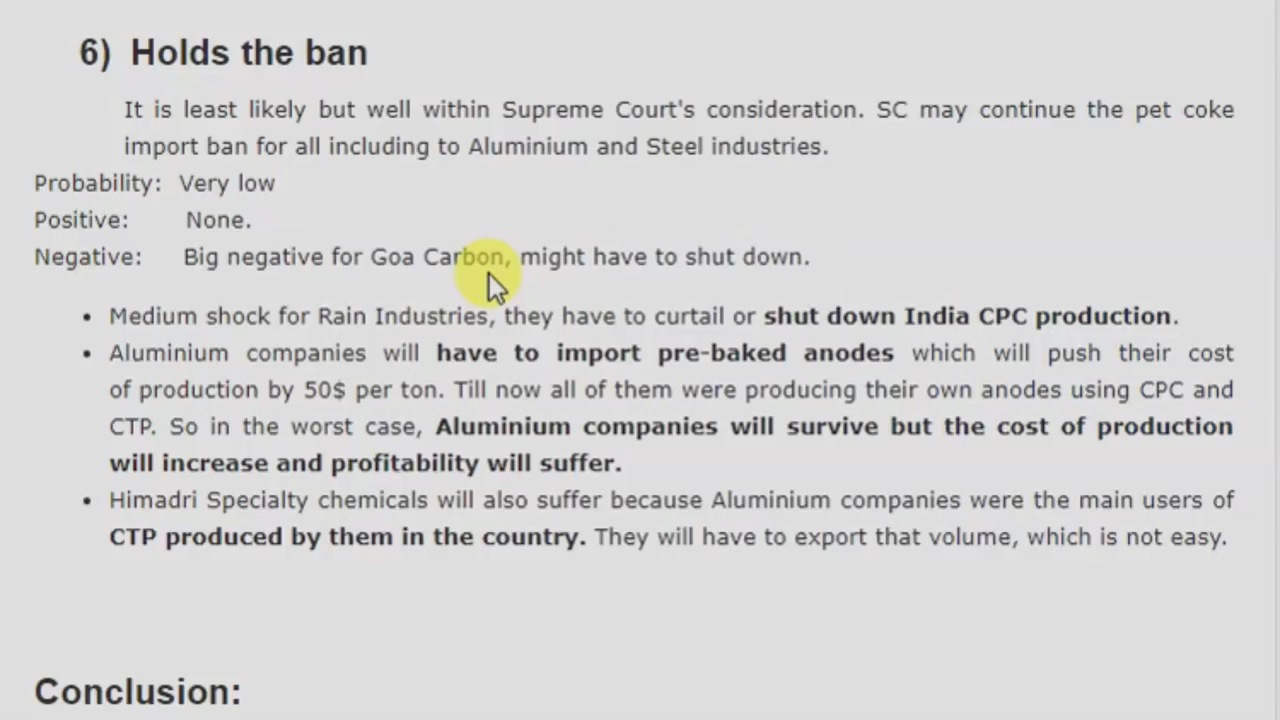 6) Holds the ban
It is least likely but well within Supreme Court's consideration. SC may continue the pet coke
import ban for all including to Aluminium and Steel industries.
Probability: Very low
Positive: None.
Negative: Big negative for Goa Carbon, might have to shut down.
• Medium shock for Rain Industries, they have to curtail or shut down India CPC production.
• Aluminium companies will have to import pre-baked anodes which will push their cost
of production by 50$ per ton. Till now all of them were producing their own anodes using CPC and
CTP. So in the worst case, Aluminium companies will survive but the cost of production
will increase and profitability will suffer.
• Himadri Specialty chemicals will also suffer because Aluminium companies were the main users of
CTP produced by them in the country. They will have to export that volume, which is not easy.
Conclusion: